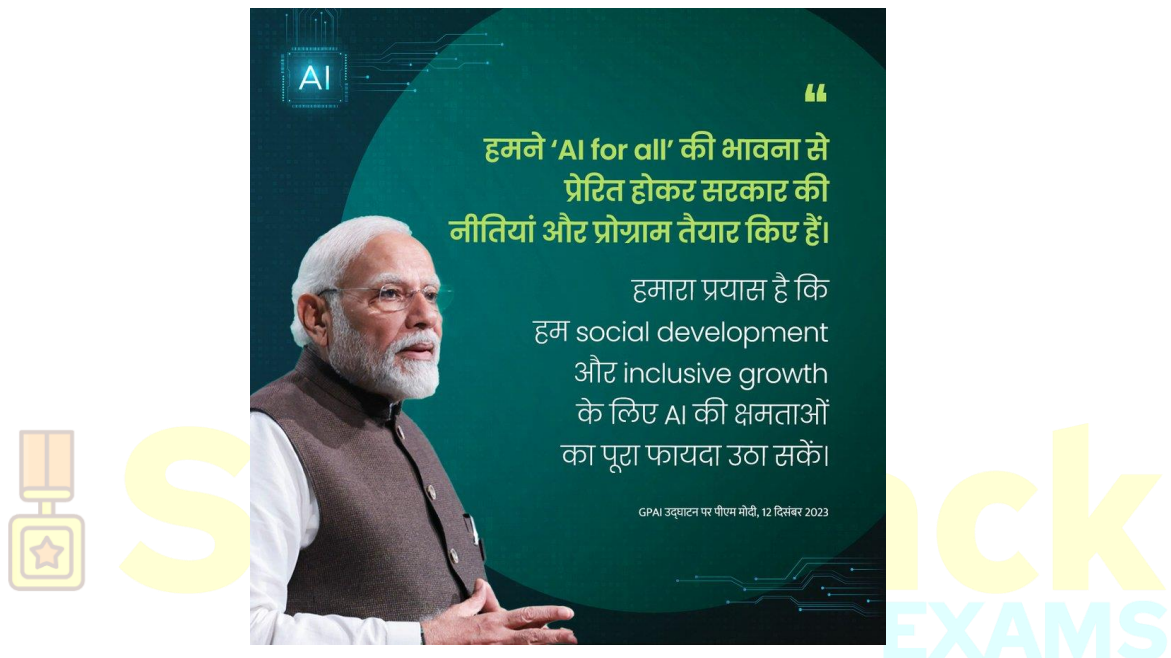 AI
“
हमने ‘AI for all’ की भावना से
प्रेरित होकर सरकार की
नीतियां और प्रोग्राम तैयार किए हैं।
हमारा प्रयास है कि
हम social development
और inclusive growth
के लिए AI की क्षमताओं
का पूरा फायदा उठा सकें।
GPAI उद्घाटन पर पीएम मोदी, 12 दिसंबर 2023
EXAMS